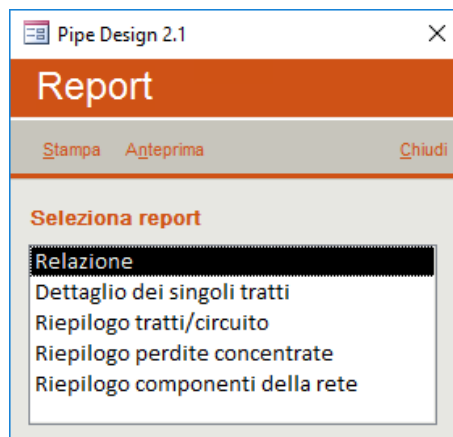 Pipe Design 2.1
Report
Stampa Anteprima Chiudi
Seleziona report
Relazione
Dettaglio dei singoli tratti
Riepilogo tratti/circuito
Riepilogo perdite concentrate
Riepilogo componenti della rete